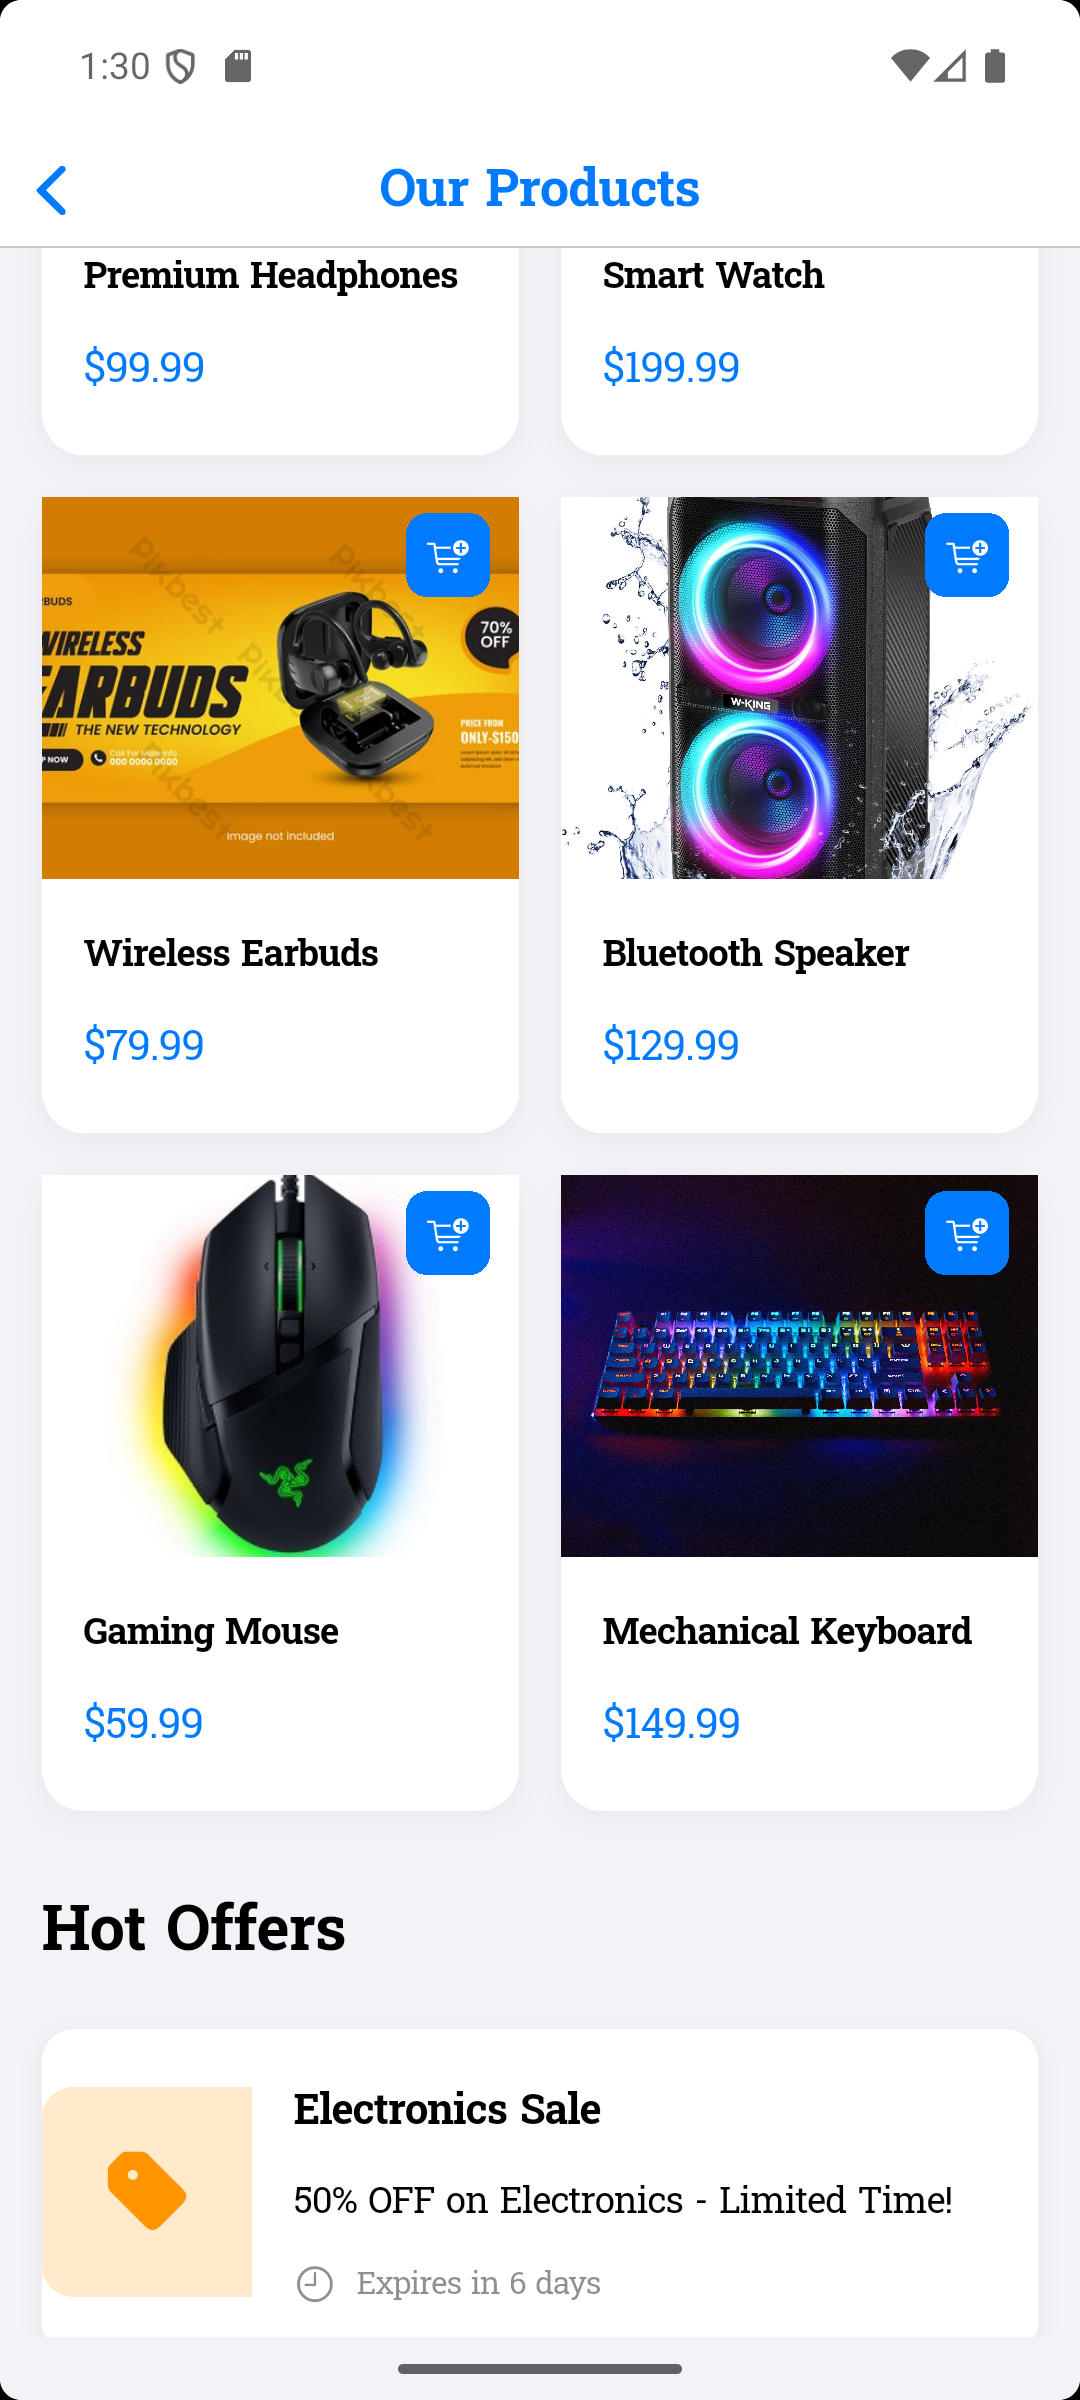 1:30
Our Products
Premium Headphones
Smart Watch
$99.99
$199.99
Pikbest
Pikbest
RBUDS
WIRELESS
EARBUDS
THE NEW TECHNOLOGY
P NOW
Call For More Info
000 0000 0000
70%
OFF
PRICE FROM
ONLY-$150
Image not included
W-KING
Wireless Earbuds
Bluetooth Speaker
$79.99
$129.99
Gaming Mouse
Mechanical Keyboard
$59.99
$149.99
Hot Offers
Electronics Sale
50% OFF on Electronics - Limited Time!
Expires in 6 days